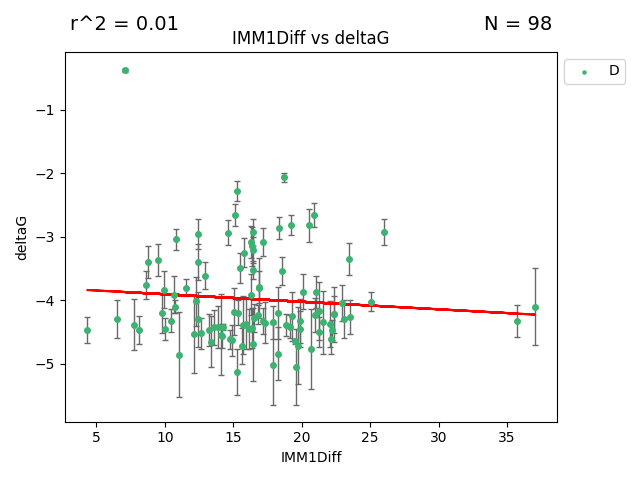 r^2 = 0.01
N = 98
IMM1Diff vs deltaG
D
−1
−2
−3
−4
−5
deltaG
5 10 15 20 25 30 35
IMM1Diff